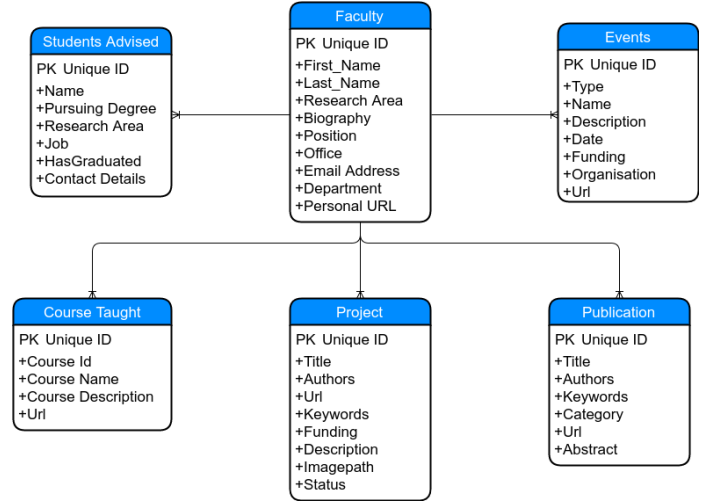 Faculty
PK Unique ID
+First_Name
+Last_Name
+Research Area
+Biography
+Position
+Office
+Email Address
+Department
+Personal URL
Students Advised
PK Unique ID
+Name
+Pursuing Degree
+Research Area
+Job
+HasGraduated
+Contact Details
Events
PK Unique ID
+Type
+Name
+Description
+Date
+Funding
+Organisation
+Url
Course Taught
PK Unique ID
+Course Id
+Course Name
+Course Description
+Url
Project
PK Unique ID
+Title
+Authors
+Url
+Keywords
+Funding
+Description
+Imagepath
+Status
Publication
PK Unique ID
+Title
+Authors
+Keywords
+Category
+Url
+Abstract